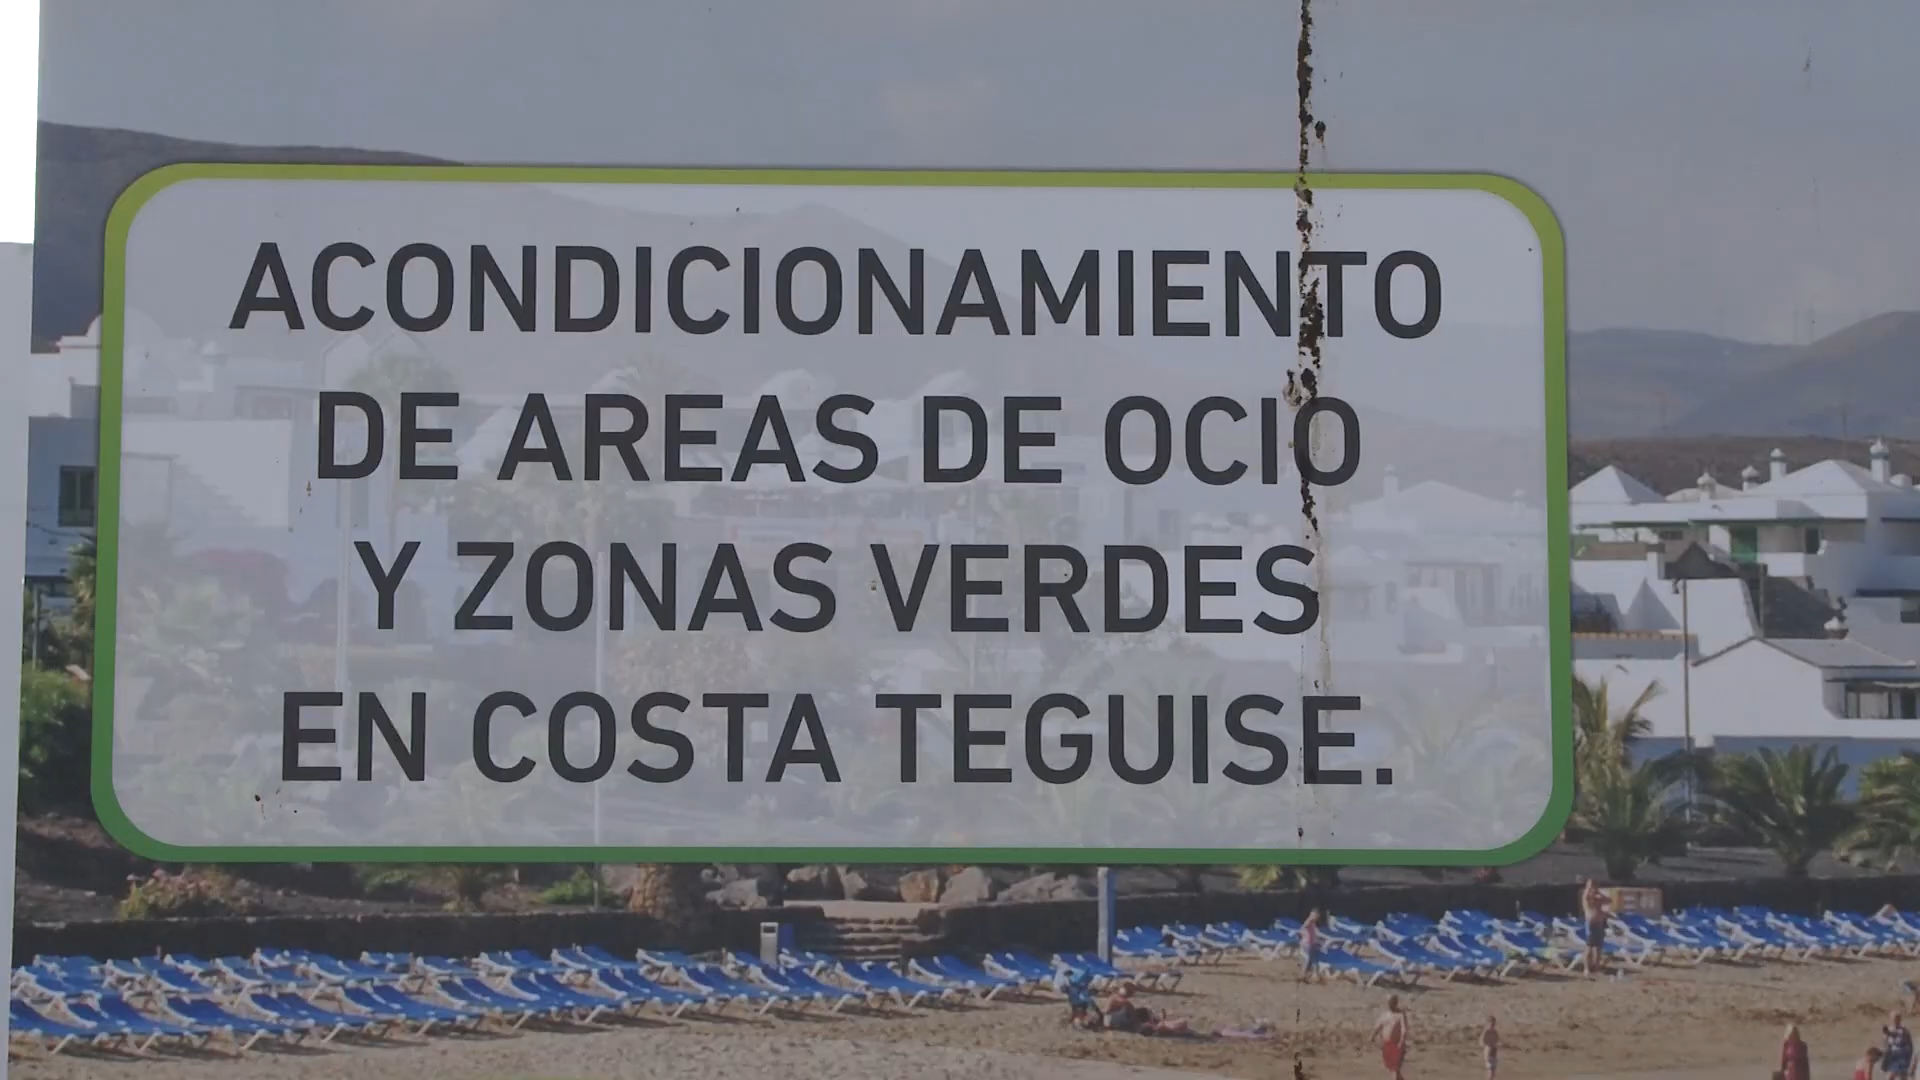 ACONDICIONAMIENTO
DE AREAS DE OCIO
Y ZONAS VERDES
EN COSTA TEGUISE.